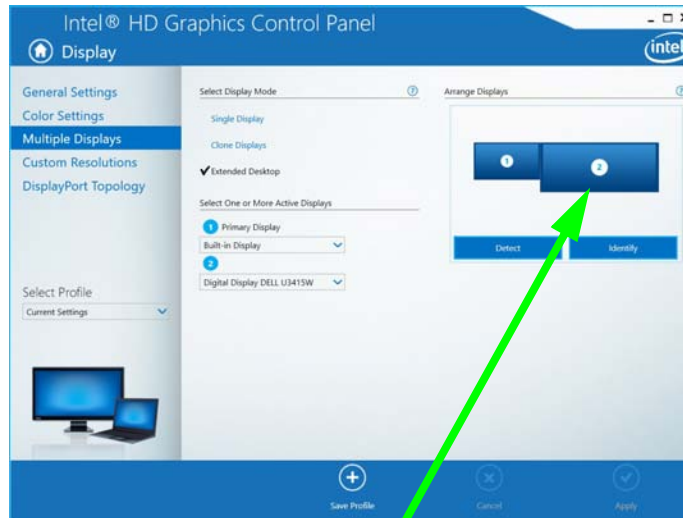 Intel® HD Graphics Control Panel
Display
intel
General Settings
Color Settings
Multiple Displays
Custom Resolutions
DisplayPort Topology
Select Profile
Current Settings
Select Display Mode
?
Single Display
Clone Displays
Extended Desktop
Select One or More Active Displays
1 Primary Display
Built-in Display
2
Digital Display DELL U3415W
Arrange Displays
?
1
2
Detect
Identify
Save Profile
Cancel
Apply